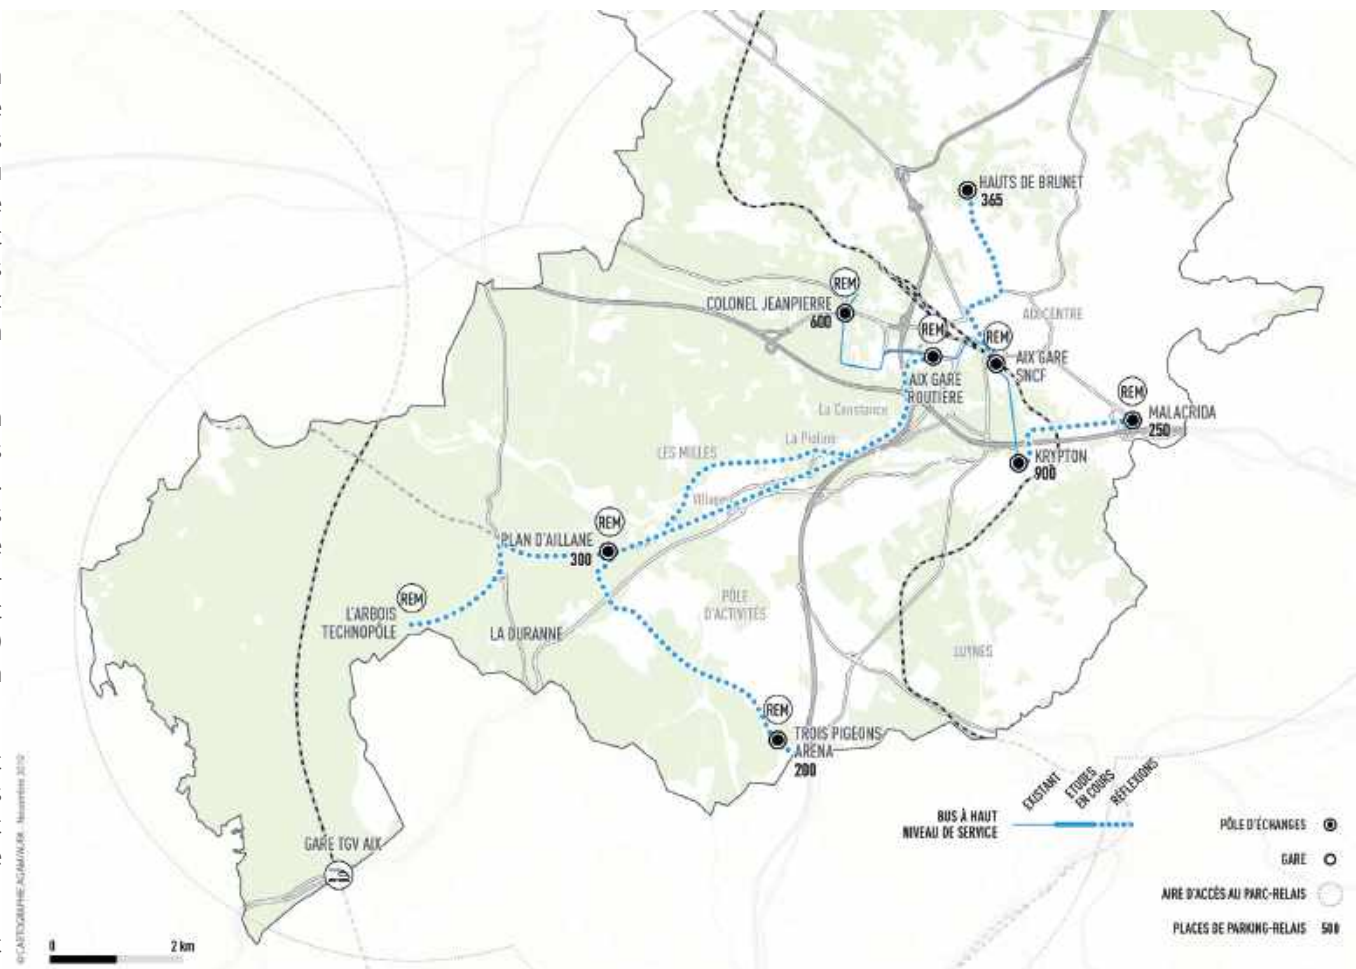 HAUTS DE BRUNET
365
REM
COLONEL JEANPIERRE
600
REM
REM
AIX CENTRE
AIX GARE
SNCF
AIX GARE
ROUTIÈRE
REM
MALACRIDA
250
La Constance
La Pioline
LES MILLES
KRYPTON
900
Village
REM
PLAN D'AILLANE
300
REM
L'ARBOIS
TECHNOPÔLE
LA DURANNE
PÔLE
D'ACTIVITÉS
LUYNES
REM
TROIS PIGEONS
ARENA
200
GARE TGV AIX
EXISTANT
ETUDES
EN COURS
RÉFLEXIONS
BUS À HAUT
NIVEAU DE SERVICE
PÔLE D'ÉCHANGES
GARE
AIRE D'ACCÈS AU PARC-RELAIS
PLACES DE PARKING-RELAIS 500
0 2 km